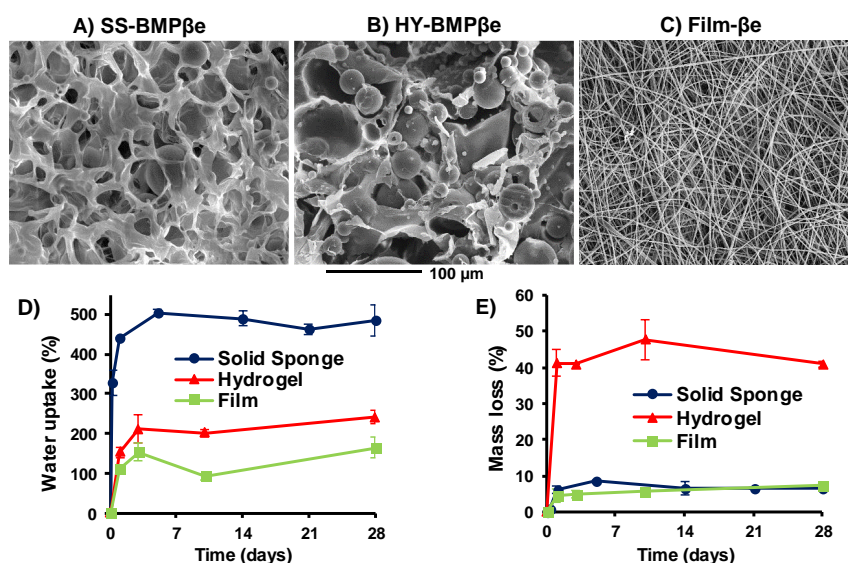 A) SS-BMPβe
B) HY-BMPβe
C) Film-βe
100 µm
D)
Water uptake (%)
500
400
300
200
100
0
0
7
14
21
28
Time (days)
Solid Sponge
Hydrogel
Film
E)
Mass loss (%)
60
50
40
30
20
10
0
0
7
14
21
28
Time (days)
Solid Sponge
Hydrogel
Film